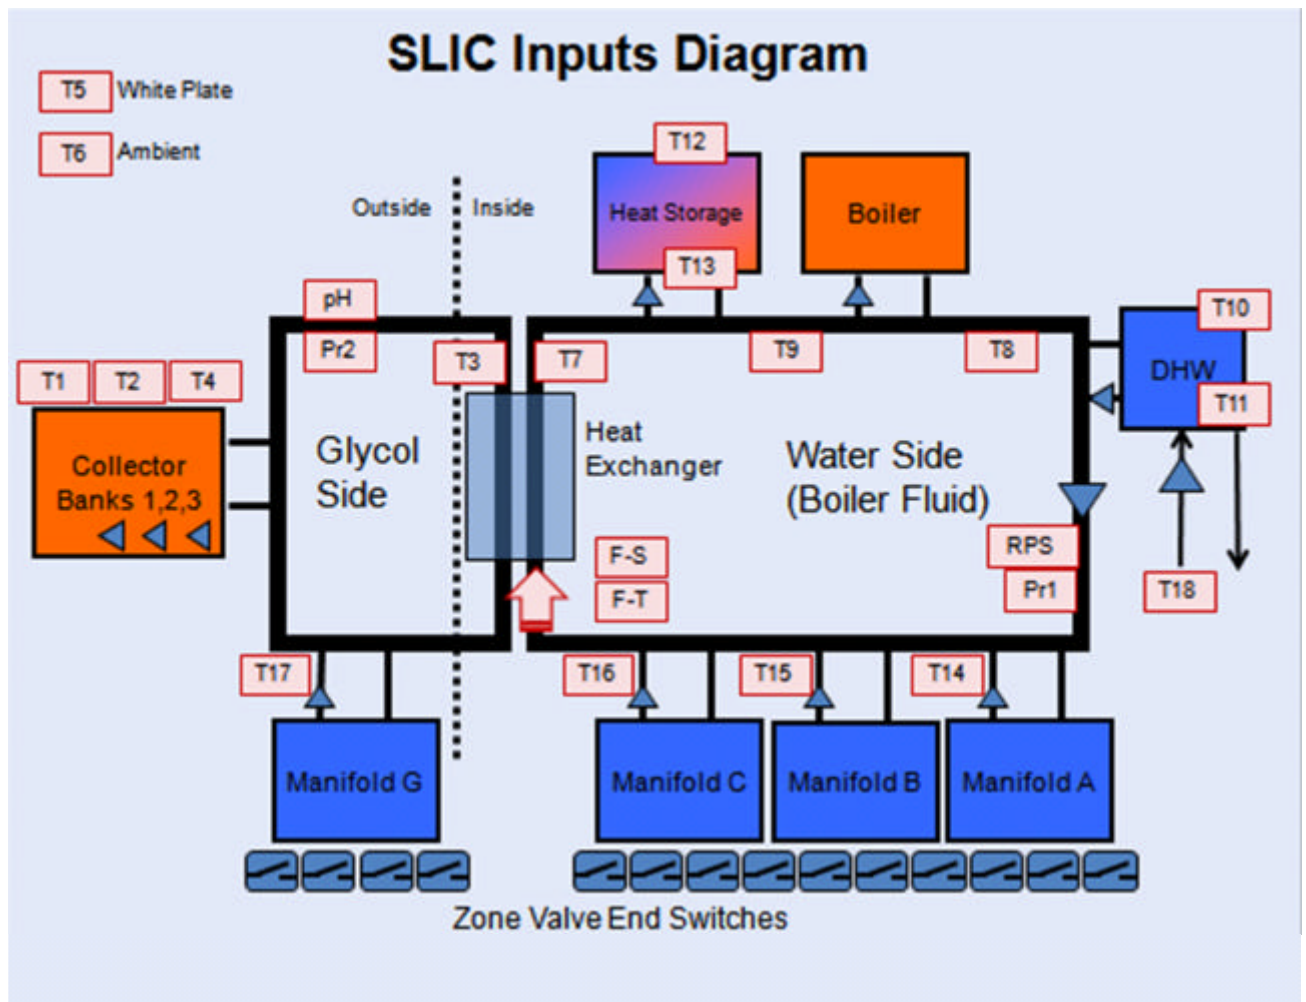 SLIC Inputs Diagram
T5 White Plate
T6 Ambient
Outside Inside
T12
Heat Storage
T13
Boiler
pH
Pr2
T3
T7
T9
T8
T10
DHW
T11
T1 T2 T4
Collector
Banks 1,2,3
Glycol
Side
Heat
Exchanger
Water Side
(Boiler Fluid)
F-S
F-T
RPS
Pr1
T18
T17
T16
T15
T14
Manifold G
Manifold C
Manifold B
Manifold A
Zone Valve End Switches